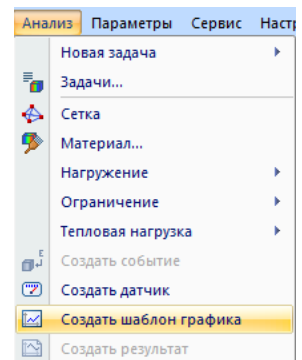 Анализ Параметры Сервис
Новая задача
Задачи...
Сетка
Материал...
Нагружение
Ограничение
Тепловая нагрузка
Создать событие
Создать датчик
Создать шаблон графика
Создать результат